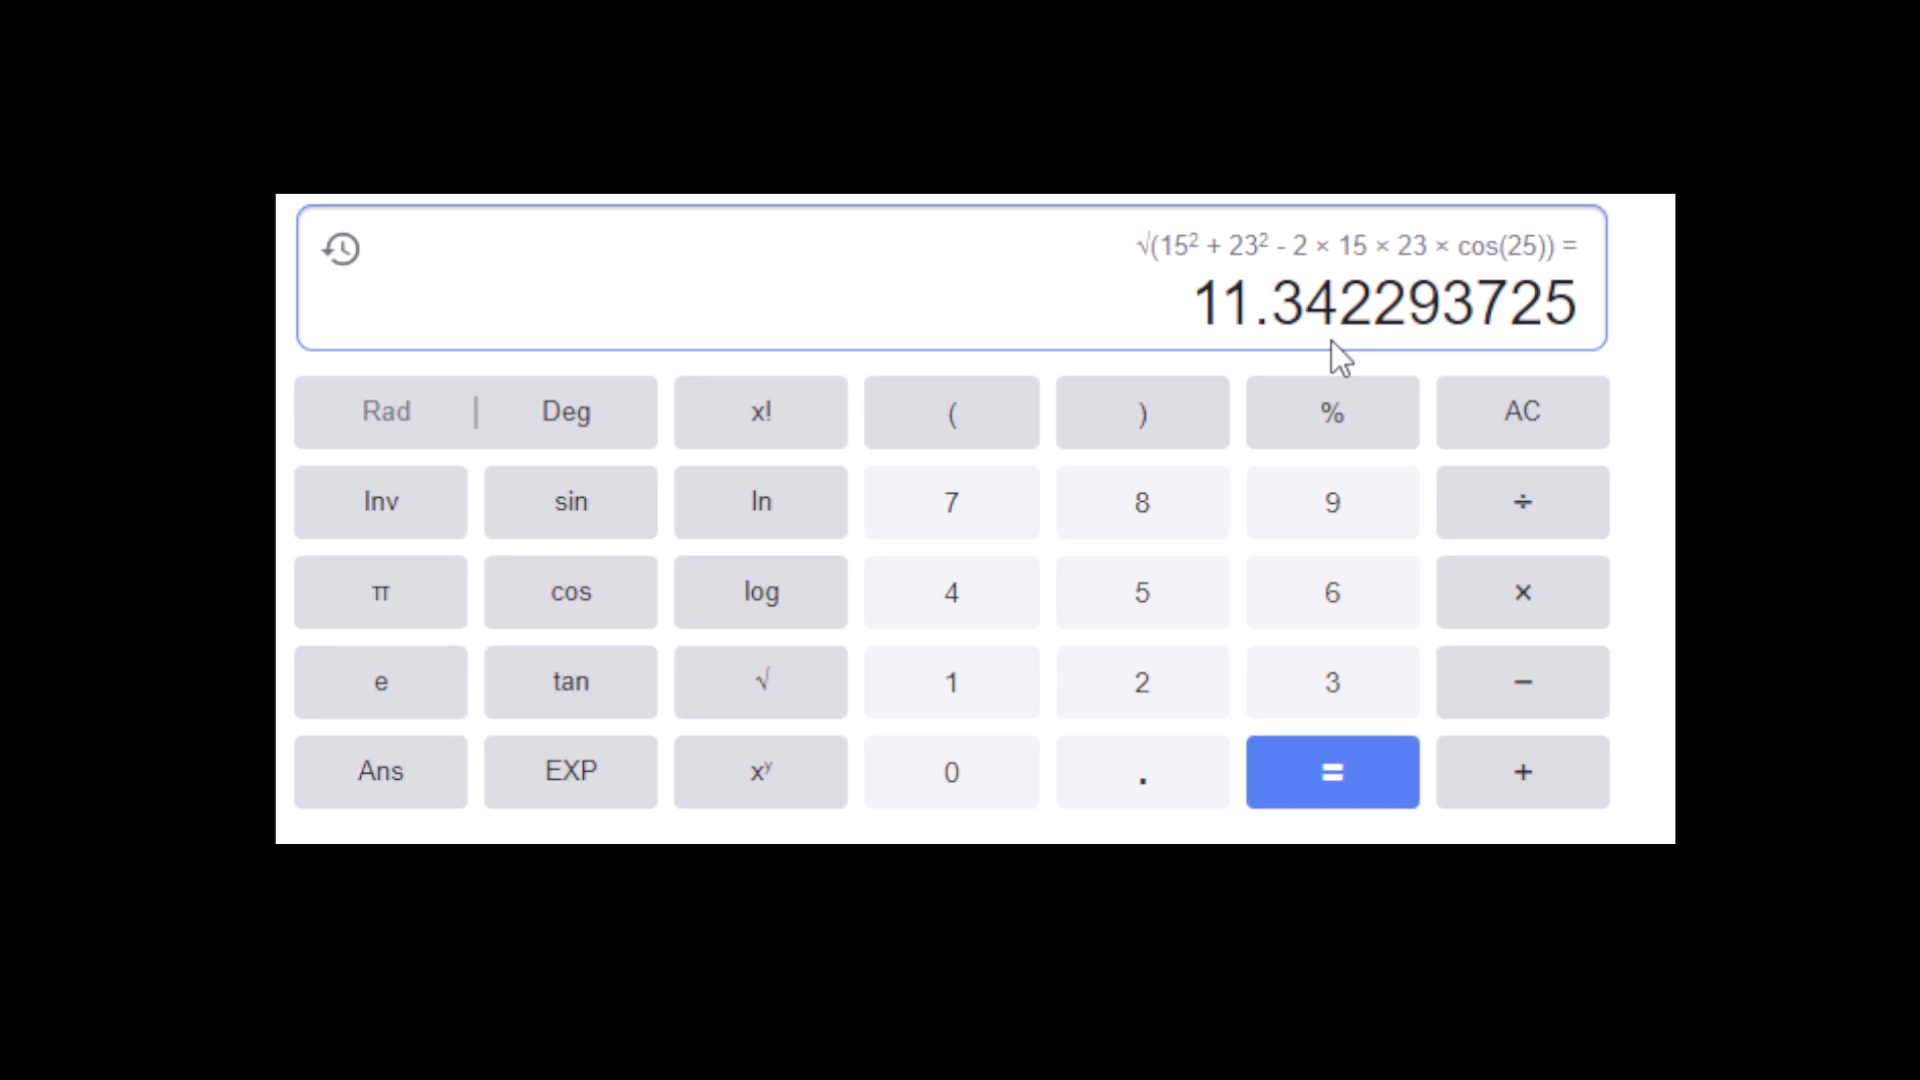 √(15² + 23² - 2 × 15 × 23 × cos(25)) =
11.342293725
Rad | Deg x! ( ) % AC
Inv sin ln 7 8 9 ÷
π cos log 4 5 6 ×
e tan √ 1 2 3 −
Ans EXP xʸ 0 . = +